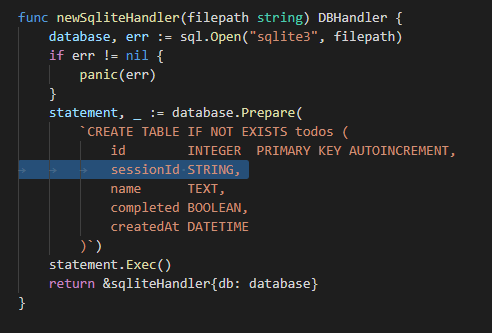 func newSqliteHandler(filepath string) DBHandler {
    database, err := sql.Open("sqlite3", filepath)
    if err != nil {
        panic(err)
    }
    statement, _ := database.Prepare(
        `CREATE TABLE IF NOT EXISTS todos (
            id        INTEGER  PRIMARY KEY AUTOINCREMENT,
            sessionId STRING,
            name      TEXT,
            completed BOOLEAN,
            createdAt DATETIME
        )`)
    statement.Exec()
    return &sqliteHandler{db: database}
}